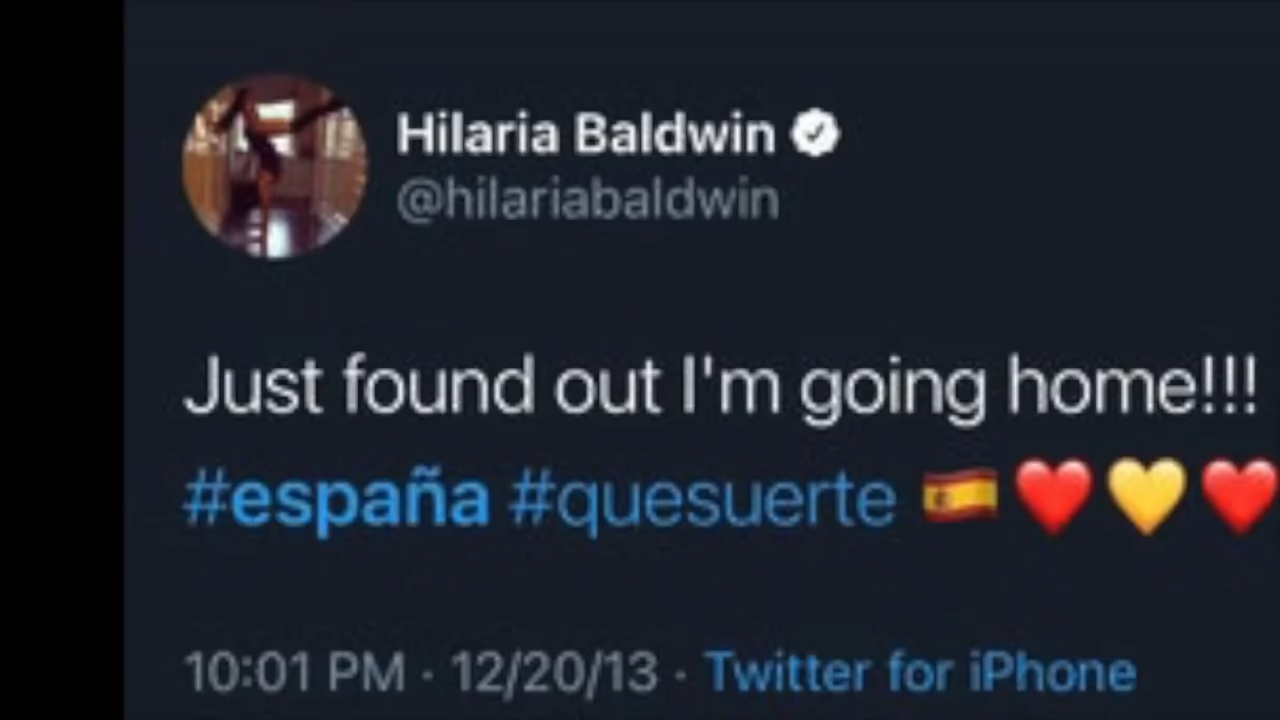 Hilaria Baldwin
@hilariabaldwin
Just found out I'm going home!!!
#españa #quesuerte 🇪🇸❤️💛❤️
10:01 PM · 12/20/13 · Twitter for iPhone